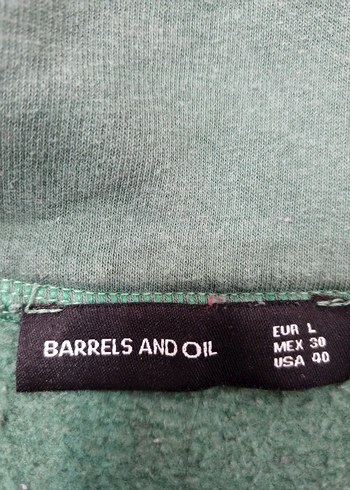 BARRELS AND OIL
EUR L
MEX 30
USA 40